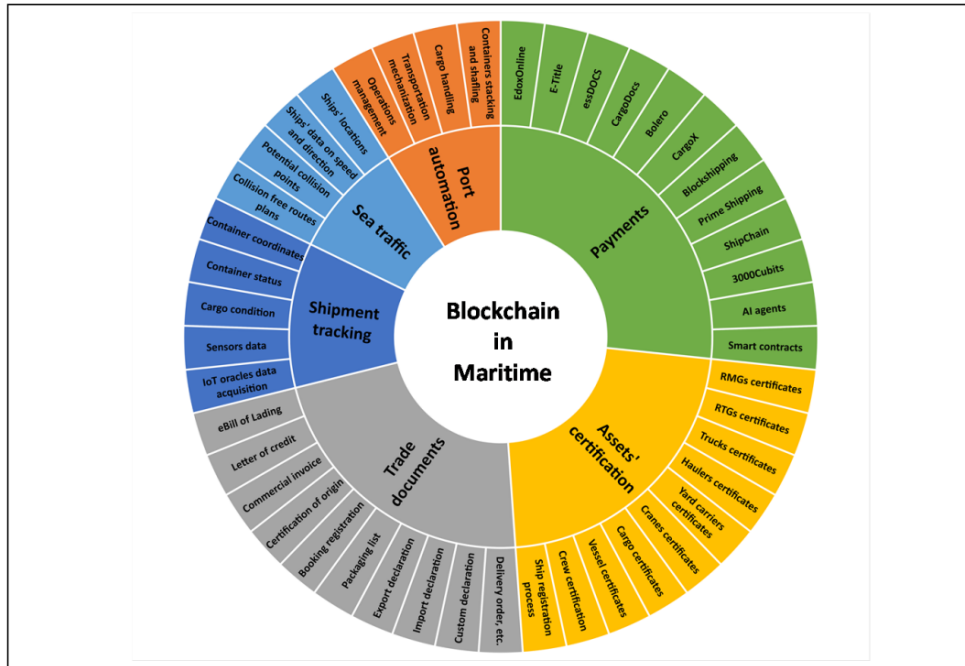 Blockchain
in
Maritime
Payments
EdoxOnline
E-Title
essDOCS
CargoDocs
Bolero
CargoX
Blockshipping
Prime Shipping
ShipChain
3000Cubits
AI agents
Smart contracts
Assets'
certification
RMGs certificates
RTGs certificates
Trucks certificates
Haulers certificates
Yard carriers
certificates
Cranes certificates
Cargo certificates
Vessel certificates
Crew certification
Ship registration
process
Trade
documents
Delivery order, etc.
Custom declaration
Import declaration
Export declaration
Packaging list
Booking registration
Certification of origin
Commercial invoice
Letter of credit
eBill of Lading
Shipment
tracking
IoT oracles data
acquisition
Sensors data
Cargo condition
Container status
Container coordinates
Sea traffic
Collision free routes
plans
Potential collision
points
Ships' data on speed
and direction
Ships' locations
Port
automation
Operations
management
Transportation
mechanization
Cargo handling
Containers stacking
and shafling